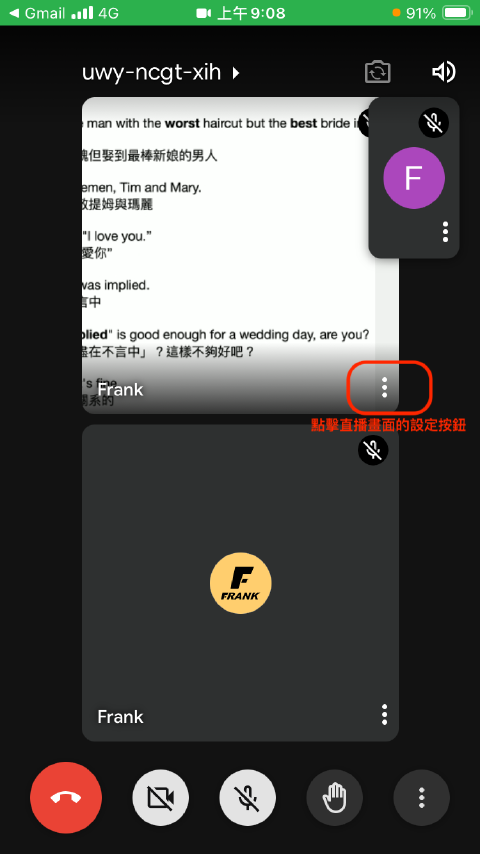 Gmail 4G 上午9:08 91%
uwy-ncgt-xih
man with the worst haircut but the best bride i
但娶到最棒新娘的男人
emen, Tim and Mary.
提姆與瑪麗
"I love you."
愛你"
was implied.
言中
plied" is good enough for a wedding day, are you?
在不言中」？這樣不夠好吧？
's fine
關系的
F
Frank
點擊直播畫面的設定按鈕
F
FRANK
Frank